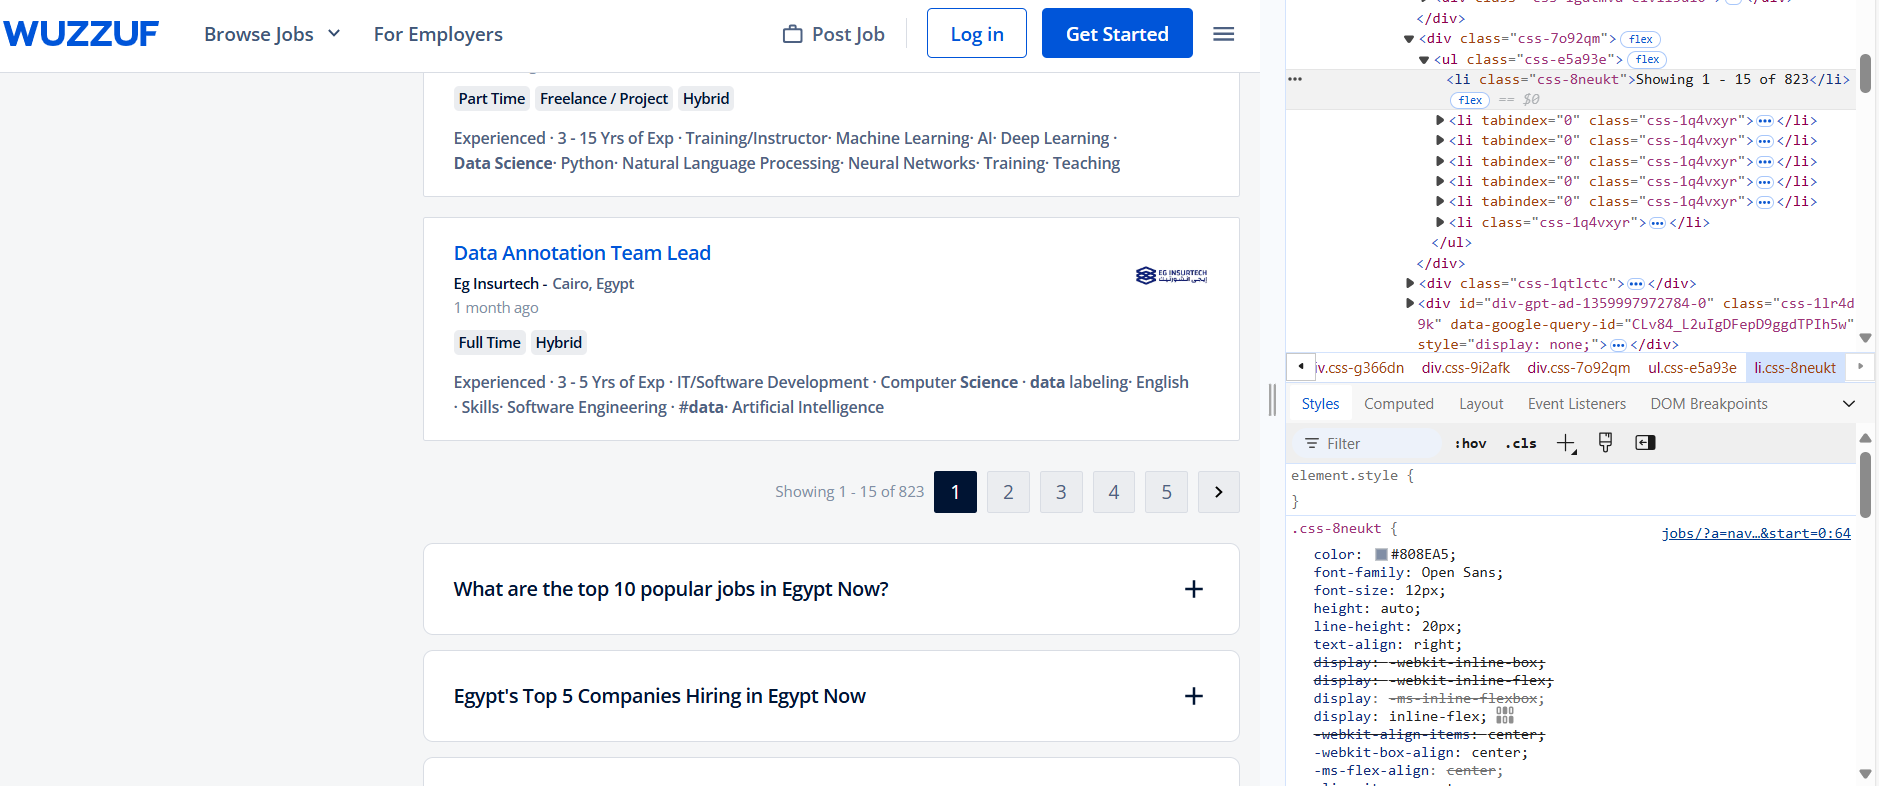 WUZZUF
Browse Jobs
For Employers
Post Job
Log in
Get Started
Part Time
Freelance / Project
Hybrid
Experienced · 3 - 15 Yrs of Exp · Training/Instructor· Machine Learning· AI· Deep Learning ·
Data Science· Python· Natural Language Processing· Neural Networks· Training· Teaching
Data Annotation Team Lead
Eg Insurtech - Cairo, Egypt
1 month ago
EG INSURTECH
إيجي انشورتيك
Full Time
Hybrid
Experienced · 3 - 5 Yrs of Exp · IT/Software Development · Computer Science · data labeling· English
· Skills· Software Engineering · #data· Artificial Intelligence
Showing 1 - 15 of 823
1
2
3
4
5
What are the top 10 popular jobs in Egypt Now?
Egypt's Top 5 Companies Hiring in Egypt Now
</div>
<div class="css-7o92qm"> flex
<ul class="css-e5a93e"> flex
<li class="css-8neukt">Showing 1 - 15 of 823</li>
flex == $0
<li tabindex="0" class="css-1q4vxyr"> ••• </li>
<li tabindex="0" class="css-1q4vxyr"> ••• </li>
<li tabindex="0" class="css-1q4vxyr"> ••• </li>
<li tabindex="0" class="css-1q4vxyr"> ••• </li>
<li tabindex="0" class="css-1q4vxyr"> ••• </li>
<li class="css-1q4vxyr"> ••• </li>
</ul>
</div>
<div class="css-1qtlctc"> ••• </div>
<div id="div-gpt-ad-1359997972784-0" class="css-1lr4d
9k" data-google-query-id="CLv84_L2uIgDFepD9ggdTPIh5w"
style="display: none;"> ••• </div>
iv.css-g366dn
div.css-9i2afk
div.css-7o92qm
ul.css-e5a93e
li.css-8neukt
Styles
Computed
Layout
Event Listeners
DOM Breakpoints
Filter
:hov
.cls
element.style {
}
.css-8neukt {
jobs/?a=nav…&start=0:64
color: #808EA5;
font-family: Open Sans;
font-size: 12px;
height: auto;
line-height: 20px;
text-align: right;
display: -webkit-inline-box;
display: -webkit-inline-flex;
display: -ms-inline-flexbox;
display: inline-flex;
-webkit-align-items: center;
-webkit-box-align: center;
-ms-flex-align: center;